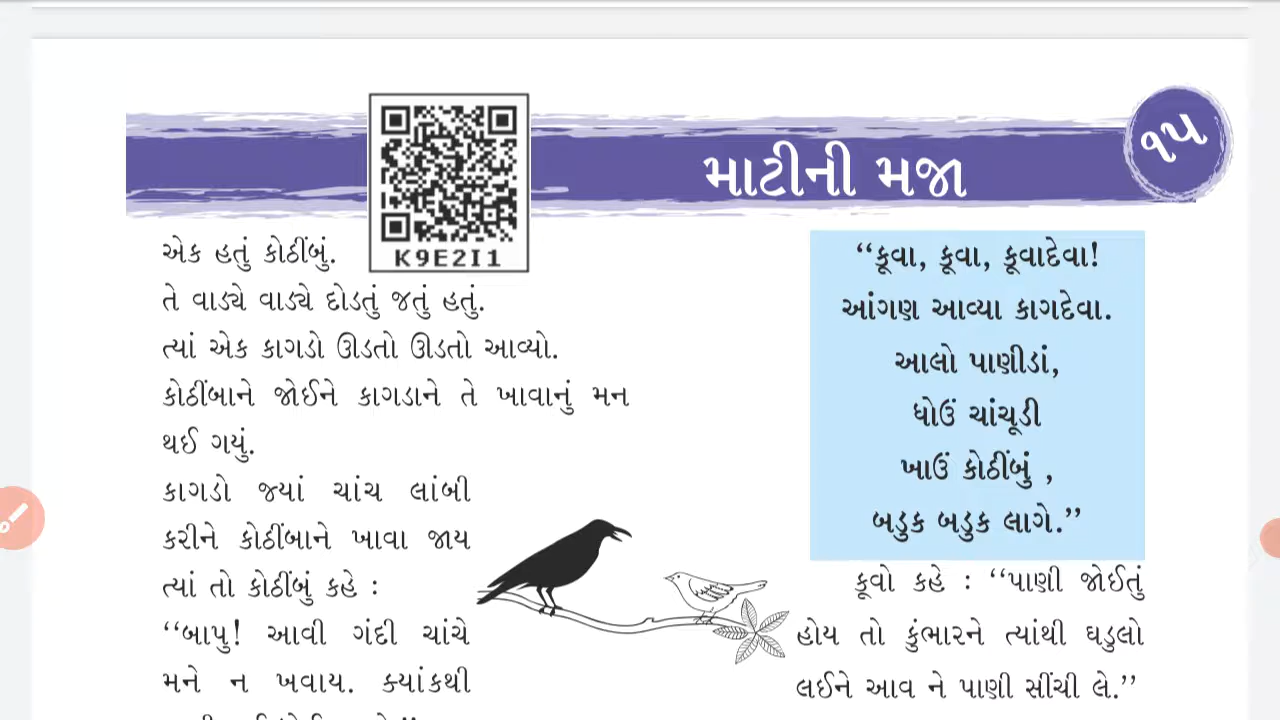 ૧૫
માટીની મજા
K9E2I1
એક હતું કોઠીંબું.
તે વાડ્યે વાડ્યે દોડતું જતું હતું.
ત્યાં એક કાગડો ઊડતો ઊડતો આવ્યો.
કોઠીંબાને જોઈને કાગડાને તે ખાવાનું મન
થઈ ગયું.
કાગડો જ્યાં ચાંચ લાંબી
કરીને કોઠીંબાને ખાવા જાય
ત્યાં તો કોઠીંબું કહે :
“બાપુ! આવી ગંદી ચાંચે
મને ન ખવાય. ક્યાંકથી
“કૂવા, કૂવા, કૂવાદેવા!
આંગણ આવ્યા કાગદેવા.
આલો પાણીડાં,
ધોઉં ચાંચૂડી
ખાઉં કોઠીંબું ,
બડુક બડુક લાગે.”
કૂવો કહે : “પાણી જોઈતું
હોય તો કુંભારને ત્યાંથી ઘડુલો
લઈને આવ ને પાણી સીંચી લે.”